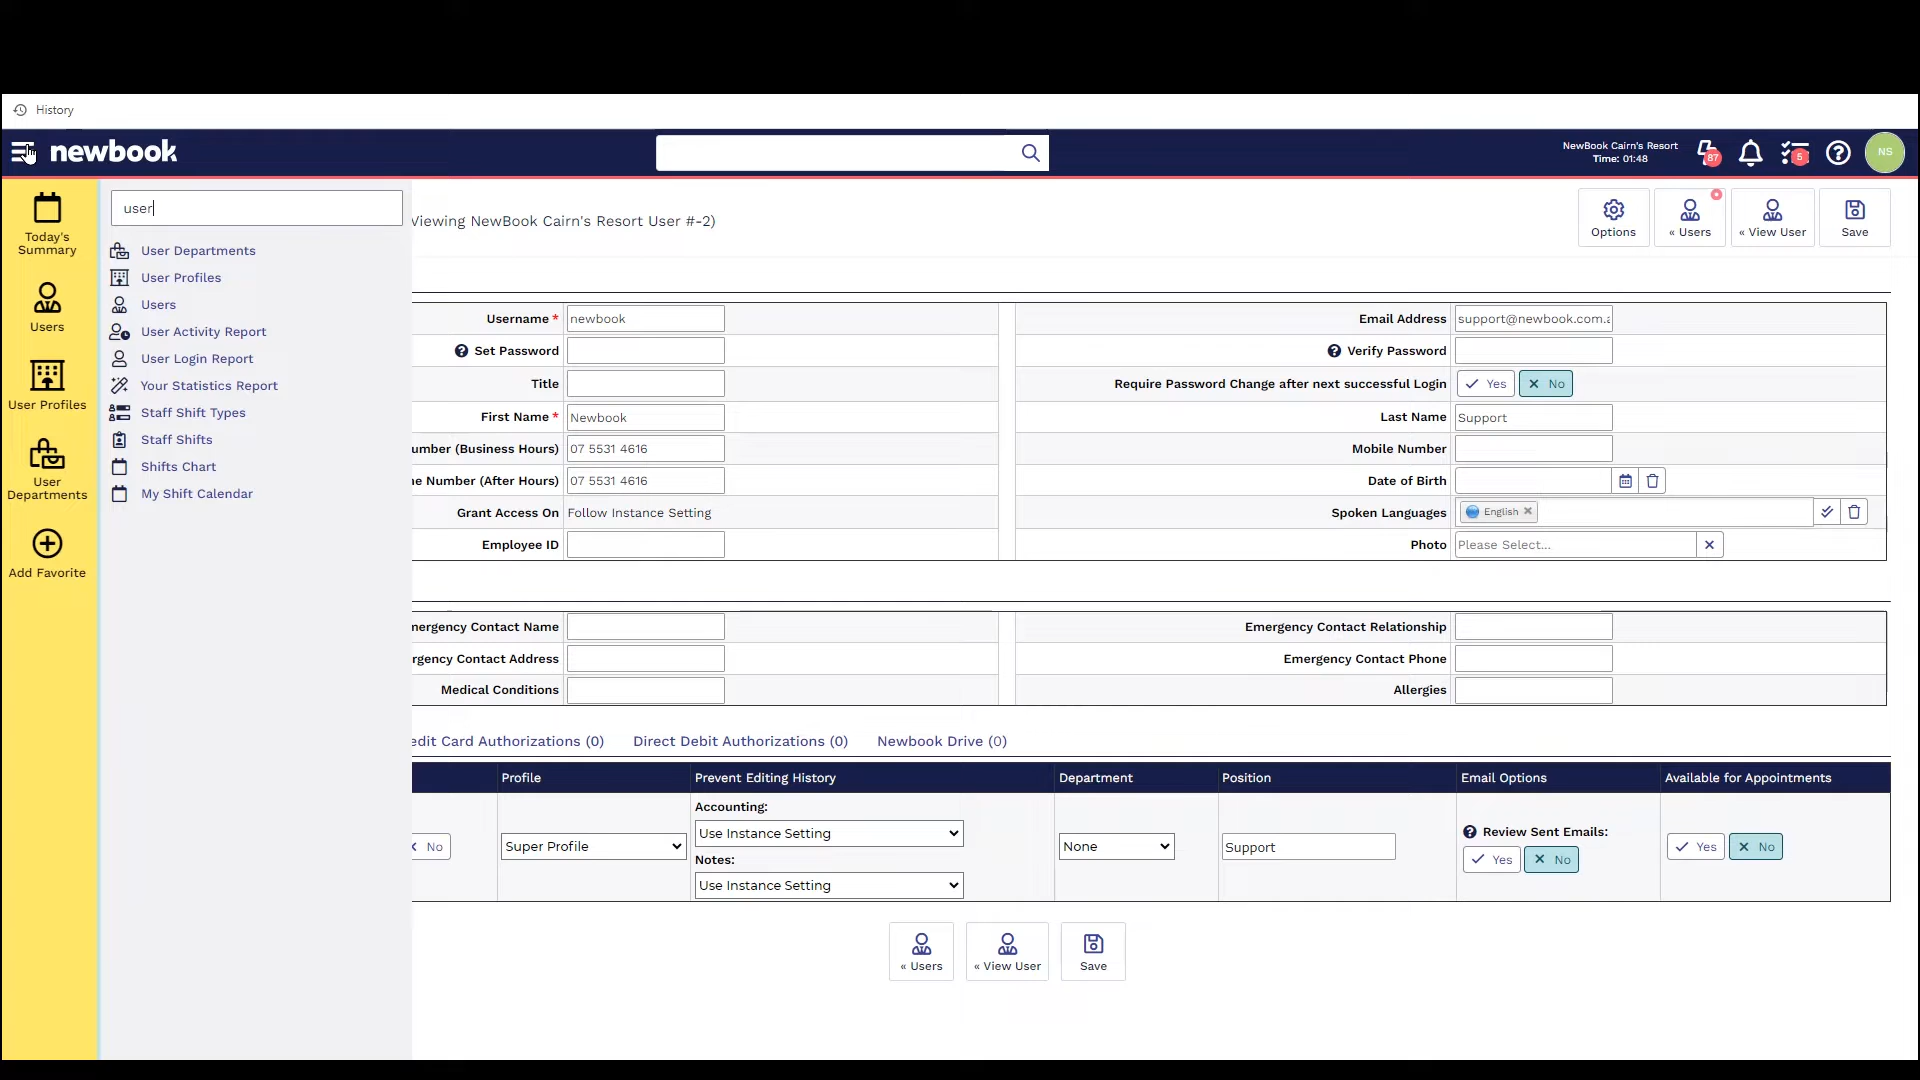 History
newbook
NewBook Cairn's Resort
Time: 01:48
87
5
NS
Today's
Summary
Users
User Profiles
User
Departments
Add Favorite
user
User Departments
User Profiles
Users
User Activity Report
User Login Report
Your Statistics Report
Staff Shift Types
Staff Shifts
Shifts Chart
My Shift Calendar
Viewing NewBook Cairn's Resort User #-2)
Options
« Users
« View User
Save
Username * newbook
Email Address support@newbook.com.a
Set Password
Verify Password
Title
Require Password Change after next successful Login Yes No
First Name * Newbook
Last Name Support
umber (Business Hours) 07 5531 4616
Mobile Number
ne Number (After Hours) 07 5531 4616
Date of Birth
Grant Access On Follow Instance Setting
Spoken Languages English
Employee ID
Photo Please Select...
mergency Contact Name
Emergency Contact Relationship
rgency Contact Address
Emergency Contact Phone
Medical Conditions
Allergies
edit Card Authorizations (0) Direct Debit Authorizations (0) Newbook Drive (0)
Profile Prevent Editing History Department Position Email Options Available for Appointments
No
Super Profile
Accounting:
Use Instance Setting
Notes:
Use Instance Setting
None
Support
Review Sent Emails:
Yes No
Yes No
« Users
« View User
Save